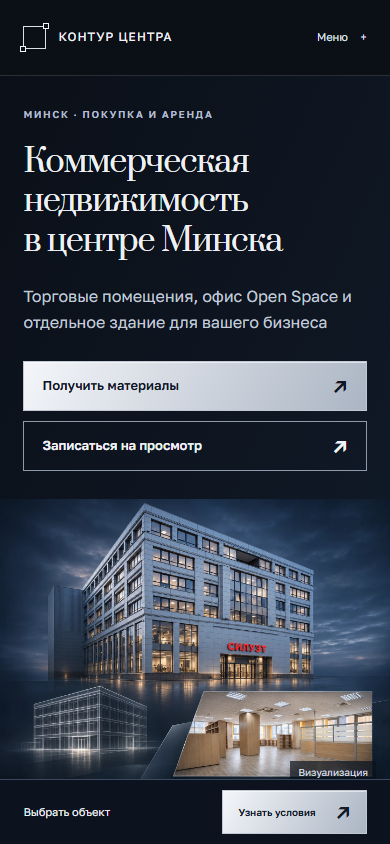 КОНТУР ЦЕНТРА
Меню +
МИНСК · ПОКУПКА И АРЕНДА
Коммерческая
недвижимость
в центре Минска
Торговые помещения, офис Open Space и
отдельное здание для вашего бизнеса
Получить материалы
Записаться на просмотр
СИЛУЭТ
Визуализация
Выбрать объект
Узнать условия